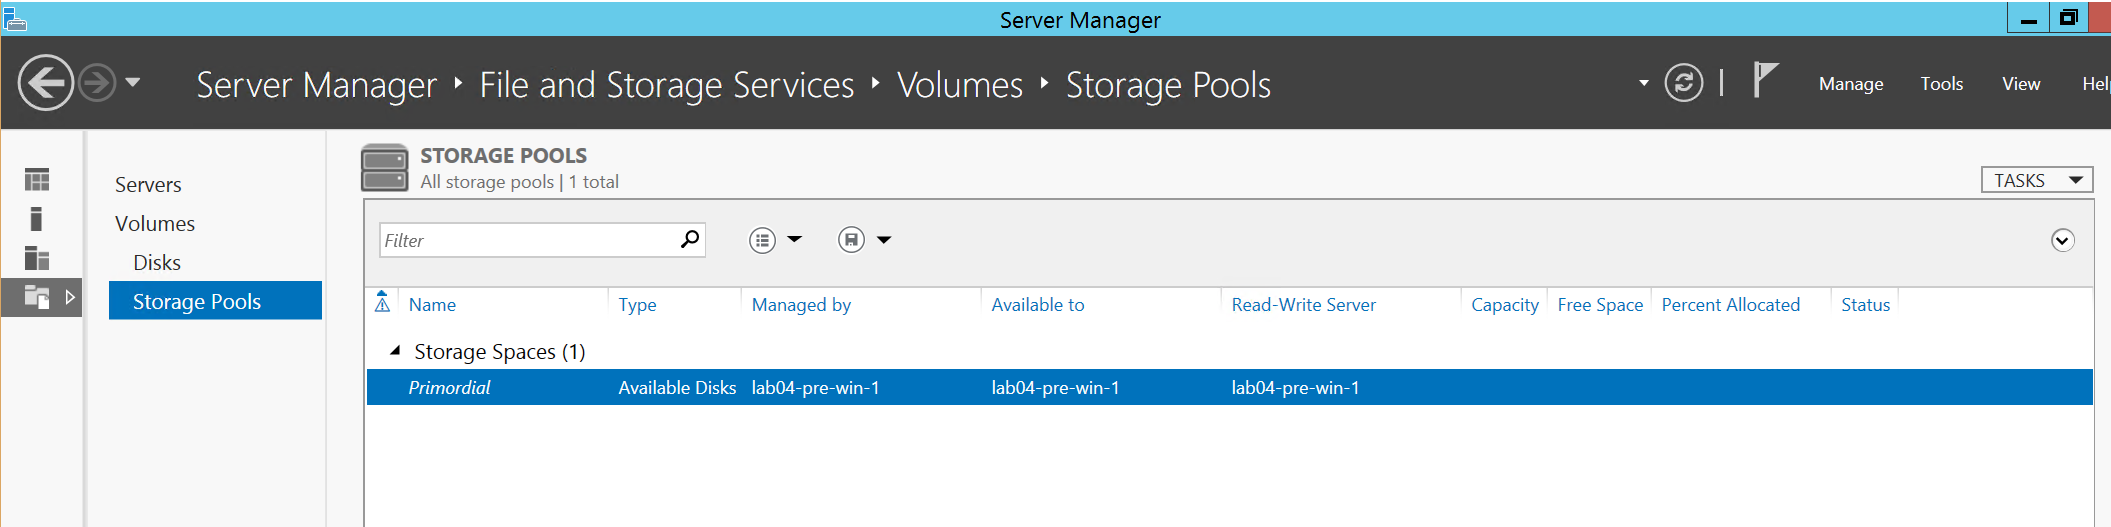 Server Manager
Server Manager ▸ File and Storage Services ▸ Volumes ▸ Storage Pools
Manage Tools View Hel
Servers
Volumes
Disks
Storage Pools
STORAGE POOLS
All storage pools | 1 total
TASKS
Filter
Name Type Managed by Available to Read-Write Server Capacity Free Space Percent Allocated Status
Storage Spaces (1)
Primordial Available Disks lab04-pre-win-1 lab04-pre-win-1 lab04-pre-win-1